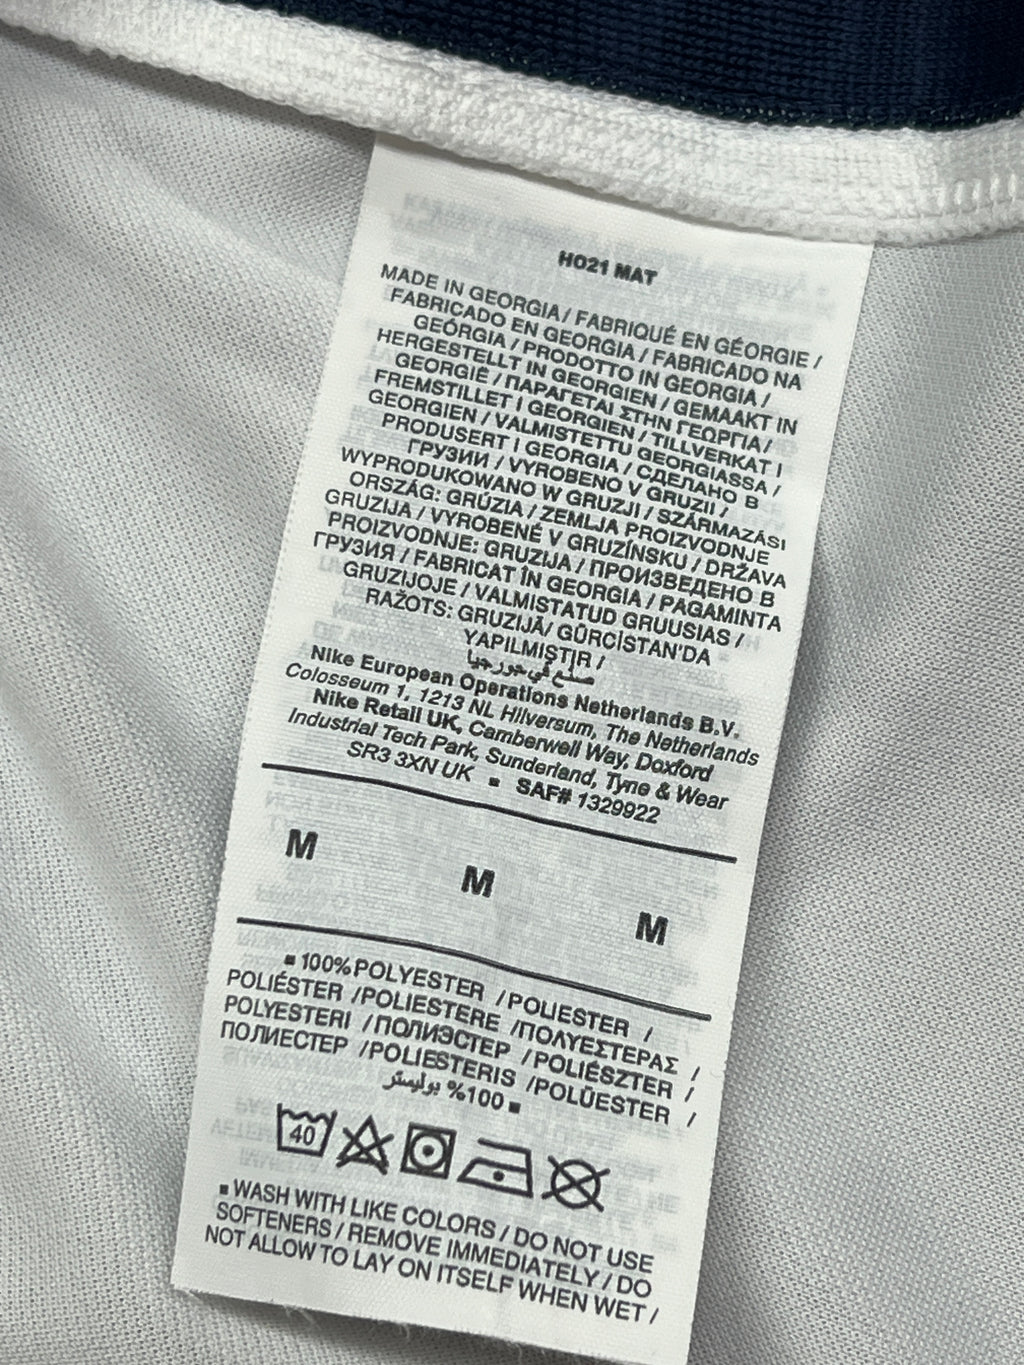 HO21 MAT
MADE IN GEORGIA / FABRIQUÉ EN GÉORGIE /
FABRICADO EN GEORGIA / FABRICADO NA
GEÓRGIA / PRODOTTO IN GEORGIA /
HERGESTELLT IN GEORGIEN / GEMAAKT IN
GEORGIË / ΠΑΡΑΓΕΤΑΙ ΣΤΗΝ ΓΕΩΡΓΙΑ /
FREMSTILLET I GEORGIEN / TILLVERKAT I
GEORGIEN / VALMISTETTU GEORGIASSA /
PRODUSERT I GEORGIA / СДЕЛАНО В
ГРУЗИИ / VYROBENO V GRUZII /
WYPRODUKOWANO W GRUZJI / SZÁRMAZÁSI
ORSZÁG: GRÚZIA / ZEMLJA PROIZVODNJE
GRUZIJA / VYROBENÉ V GRUZÍNSKU / DRŽAVA
PROIZVODNJE: GRUZIJA / ПРОИЗВЕДЕНО В
ГРУЗИЯ / FABRICAT ÎN GEORGIA / PAGAMINTA
GRUZIJOJE / VALMISTATUD GRUUSIAS /
RAŽOTS: GRUZIJĀ / GÜRCİSTAN'DA
YAPILMIŞTIR /
صنع في جورجيا
Nike European Operations Netherlands B.V.
Colosseum 1, 1213 NL Hilversum, The Netherlands
Nike Retail UK, Camberwell Way, Doxford
Industrial Tech Park, Sunderland, Tyne & Wear
SR3 3XN UK ▪ SAF# 1329922
M M M
▪ 100% POLYESTER / POLIESTER /
POLIÉSTER / POLIESTERE / ΠΟΛΥΕΣΤΕΡΑΣ /
POLYESTERI / ПОЛИЭСТЕР / POLIÉSZTER /
ПОЛИЕСТЕР / POLIESTERIS / POLÜESTER /
100% بوليستر ▪
40
▪ WASH WITH LIKE COLORS / DO NOT USE
SOFTENERS / REMOVE IMMEDIATELY / DO
NOT ALLOW TO LAY ON ITSELF WHEN WET /